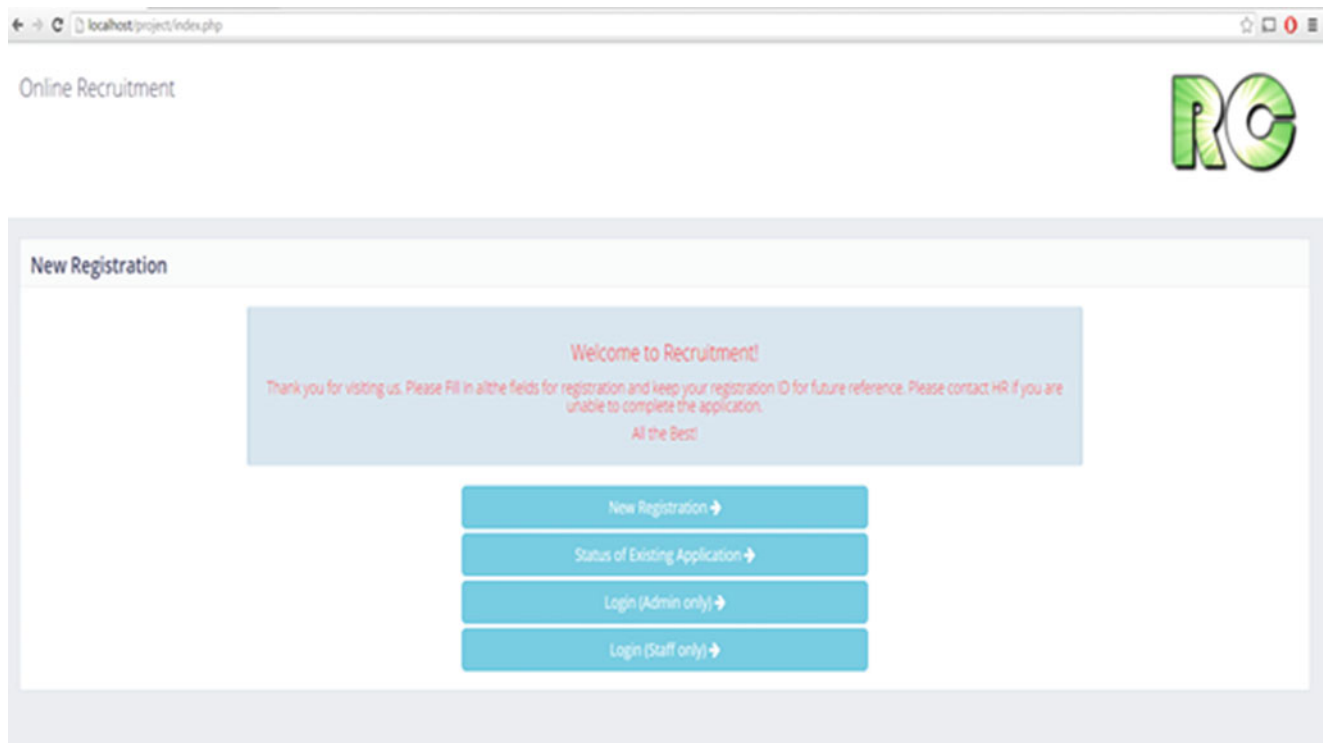 localhost/project/index.php
Online Recruitment
RC
New Registration
Welcome to Recruitment!
Thank you for visiting us. Please Fill in allthe fields for registration and keep your registration ID for future reference. Please contact HR if you are
unable to complete the application.
All the Best!
New Registration
Status of Existing Application
Login (Admin only)
Login (Staff only)